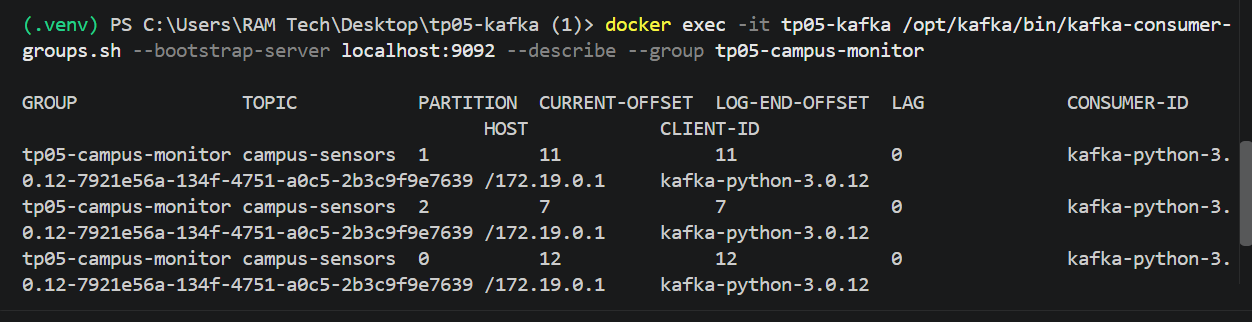 (.venv) PS C:\Users\RAM Tech\Desktop\tp05-kafka (1)> docker exec -it tp05-kafka /opt/kafka/bin/kafka-consumer-
groups.sh --bootstrap-server localhost:9092 --describe --group tp05-campus-monitor
GROUP TOPIC PARTITION CURRENT-OFFSET LOG-END-OFFSET LAG CONSUMER-ID
HOST CLIENT-ID
tp05-campus-monitor campus-sensors 1 11 11 0 kafka-python-3.
0.12-7921e56a-134f-4751-a0c5-2b3c9f9e7639 /172.19.0.1 kafka-python-3.0.12
tp05-campus-monitor campus-sensors 2 7 7 0 kafka-python-3.
0.12-7921e56a-134f-4751-a0c5-2b3c9f9e7639 /172.19.0.1 kafka-python-3.0.12
tp05-campus-monitor campus-sensors 0 12 12 0 kafka-python-3.
0.12-7921e56a-134f-4751-a0c5-2b3c9f9e7639 /172.19.0.1 kafka-python-3.0.12